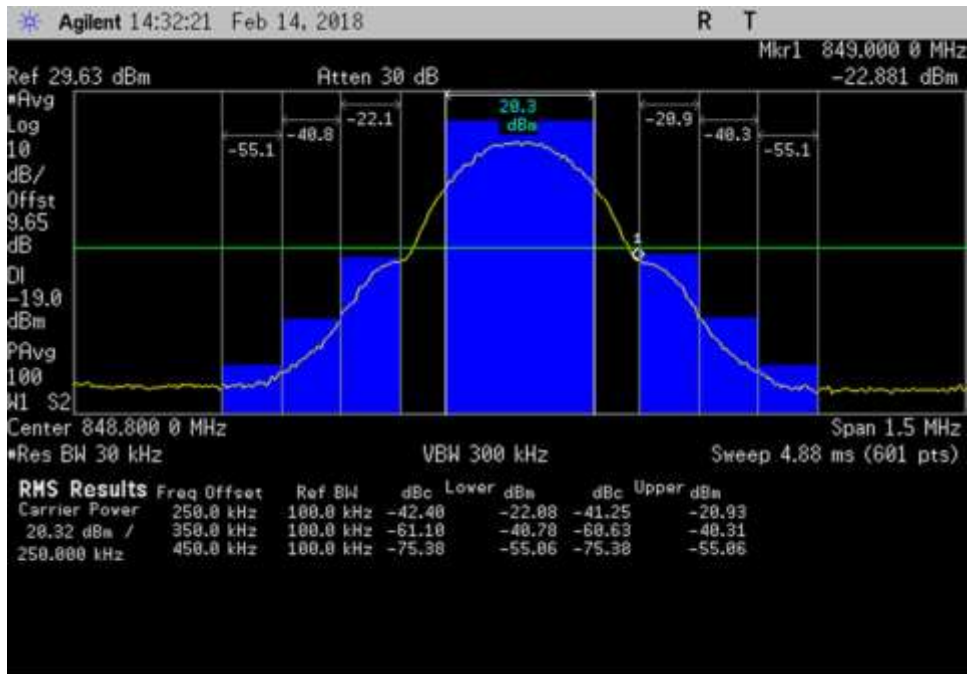 Agilent 14:32:21 Feb 14, 2018 R T
Mkr1 849.000 0 MHz
Ref 29.63 dBm Atten 30 dB -22.881 dBm
*Avg
Log
10
dB/
Offst
9.65
dB
DI
-19.0
dBm
PAvg
100
W1 S2
20.3
dBm
-55.1 -40.8 -22.1 -20.9 -40.3 -55.1
1
Center 848.800 0 MHz Span 1.5 MHz
*Res BW 30 kHz VBW 300 kHz Sweep 4.88 ms (601 pts)
RMS Results Freq Offset Ref BW dBc Lower dBm dBc Upper dBm
Carrier Power 250.0 kHz 100.0 kHz -42.40 -22.08 -41.25 -20.93
20.32 dBm / 350.0 kHz 100.0 kHz -61.10 -40.78 -60.63 -40.31
250.000 kHz 450.0 kHz 100.0 kHz -75.38 -55.06 -75.38 -55.06